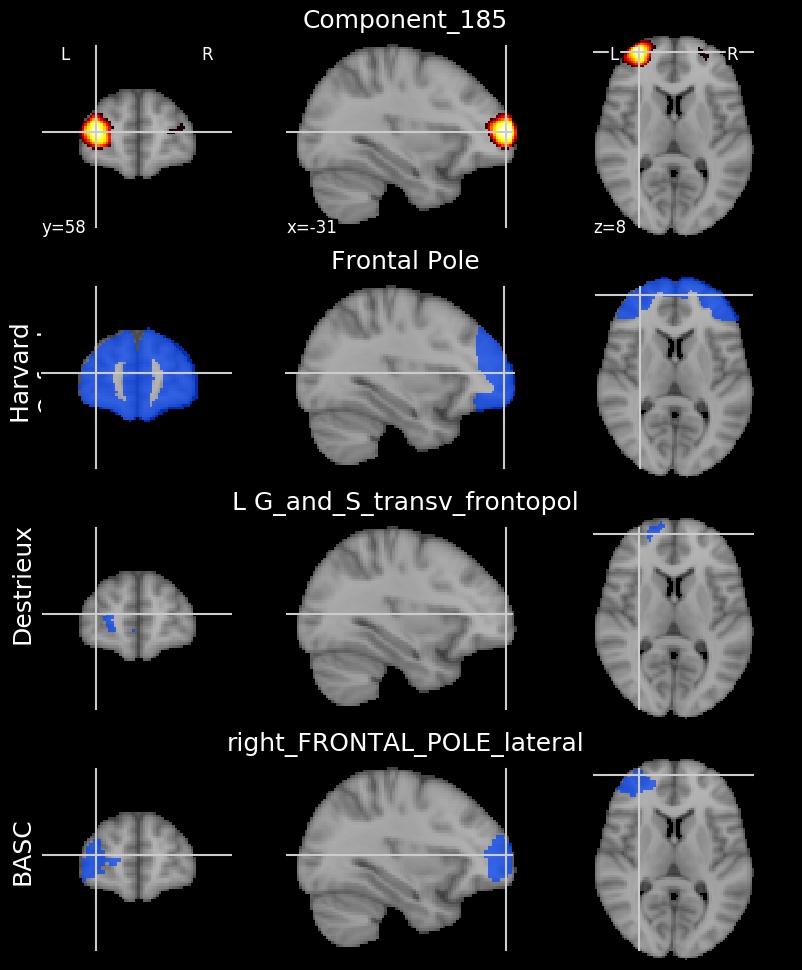 Component_185
L R
L R
y=58
x=-31
z=8
Frontal Pole
Harvard
L G_and_S_transv_frontopol
Destrieux
right_FRONTAL_POLE_lateral
BASC